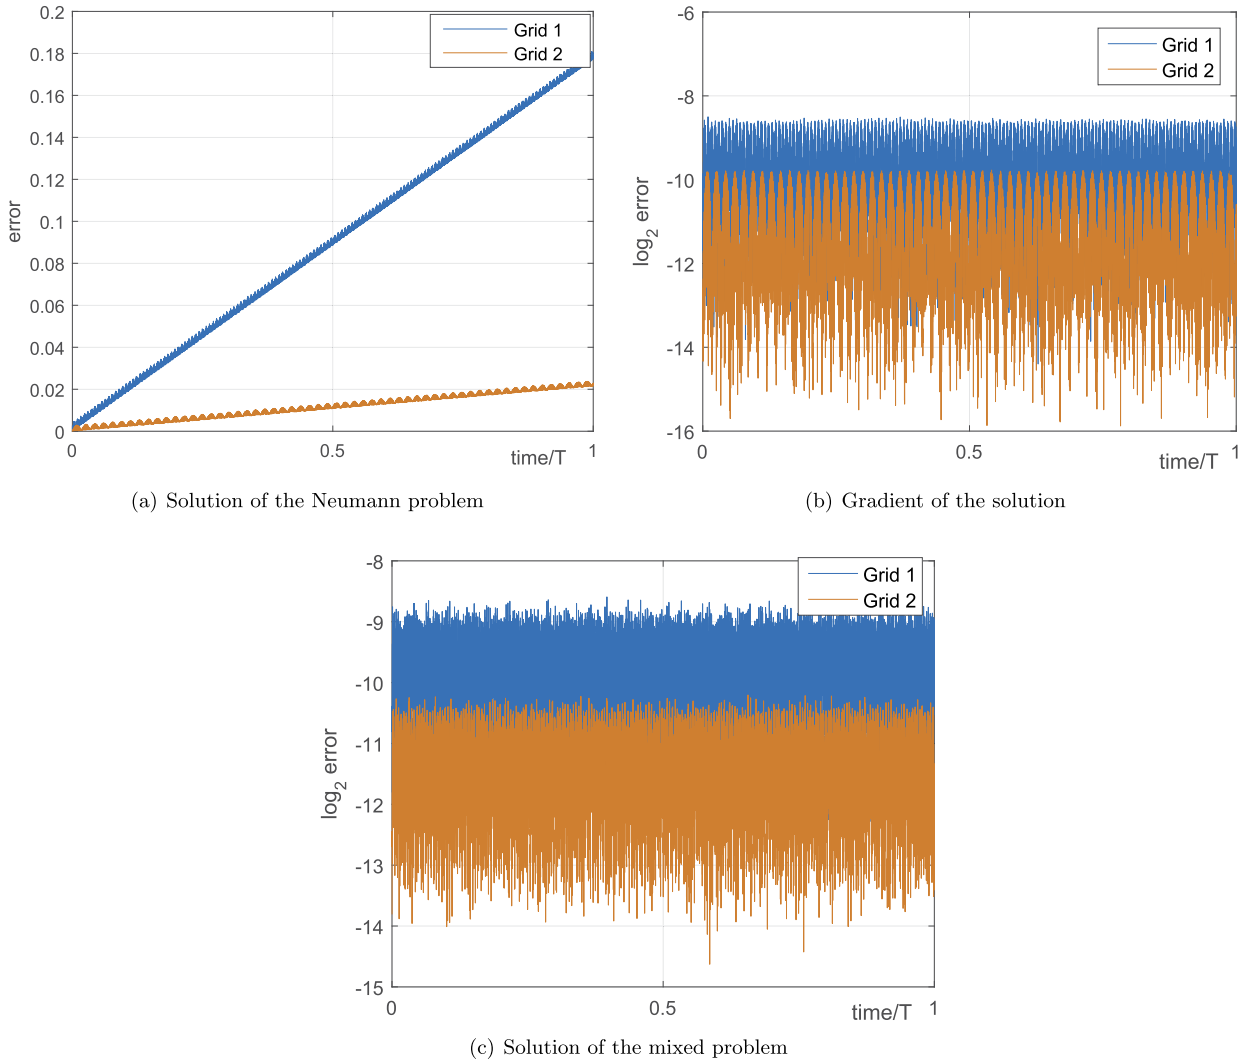 0.2
0.18
0.16
0.14
0.12
0.1
0.08
0.06
0.04
0.02
0
error
0
0.5
1
time/T
Grid 1
Grid 2
(a) Solution of the Neumann problem
-6
-8
-10
-12
-14
-16
log2 error
0
0.5
1
time/T
Grid 1
Grid 2
(b) Gradient of the solution
-8
-9
-10
-11
-12
-13
-14
-15
log2 error
0
0.5
1
time/T
Grid 1
Grid 2
(c) Solution of the mixed problem